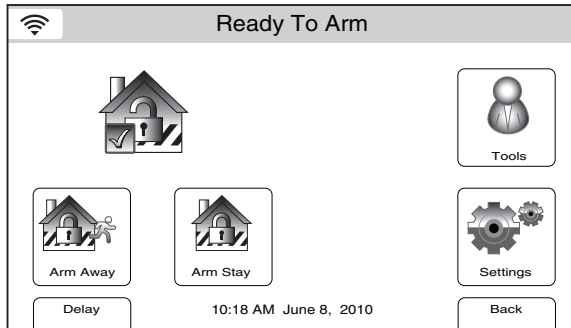 Ready To Arm
Tools
Arm Away
Arm Stay
Settings
Delay
10:18 AM June 8, 2010
Back